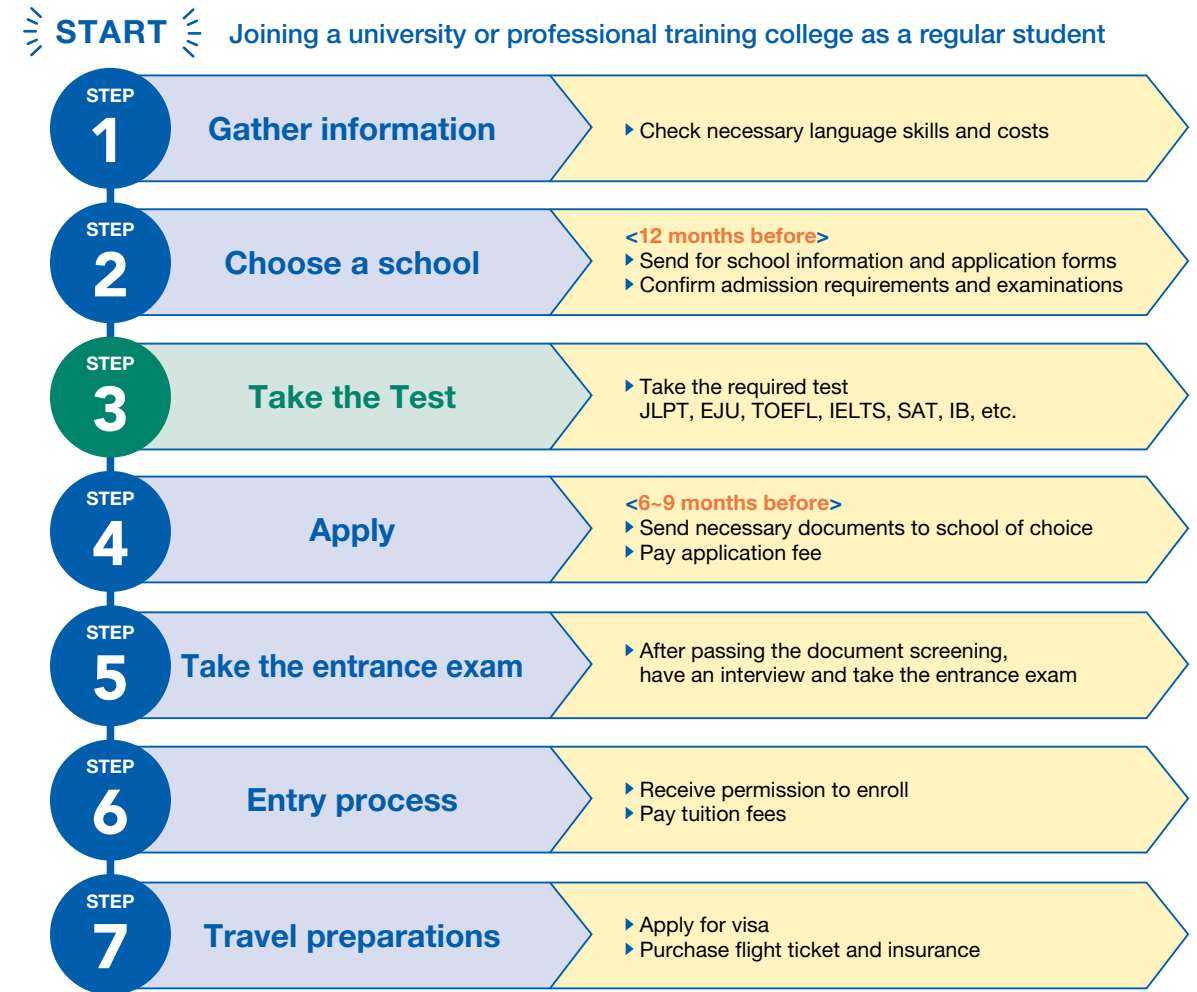 START Joining a university or professional training college as a regular student
STEP
1
Gather information
Check necessary language skills and costs
STEP
2
Choose a school
<12 months before>
Send for school information and application forms
Confirm admission requirements and examinations
STEP
3
Take the Test
Take the required test
JLPT, EJU, TOEFL, IELTS, SAT, IB, etc.
STEP
4
Apply
<6~9 months before>
Send necessary documents to school of choice
Pay application fee
STEP
5
Take the entrance exam
After passing the document screening,
have an interview and take the entrance exam
STEP
6
Entry process
Receive permission to enroll
Pay tuition fees
STEP
7
Travel preparations
Apply for visa
Purchase flight ticket and insurance